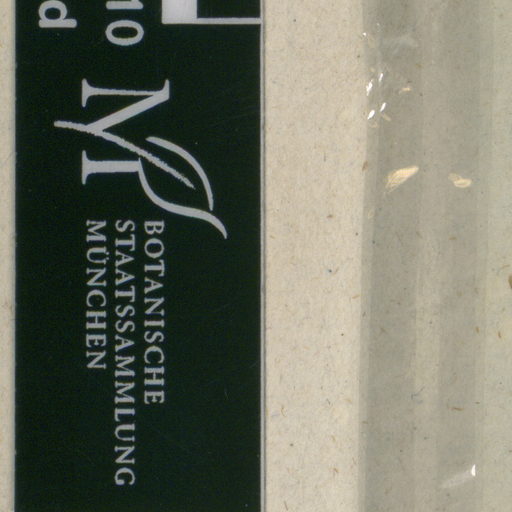 10
d
M
BOTANISCHE
STAATSSAMMLUNG
MÜNCHEN